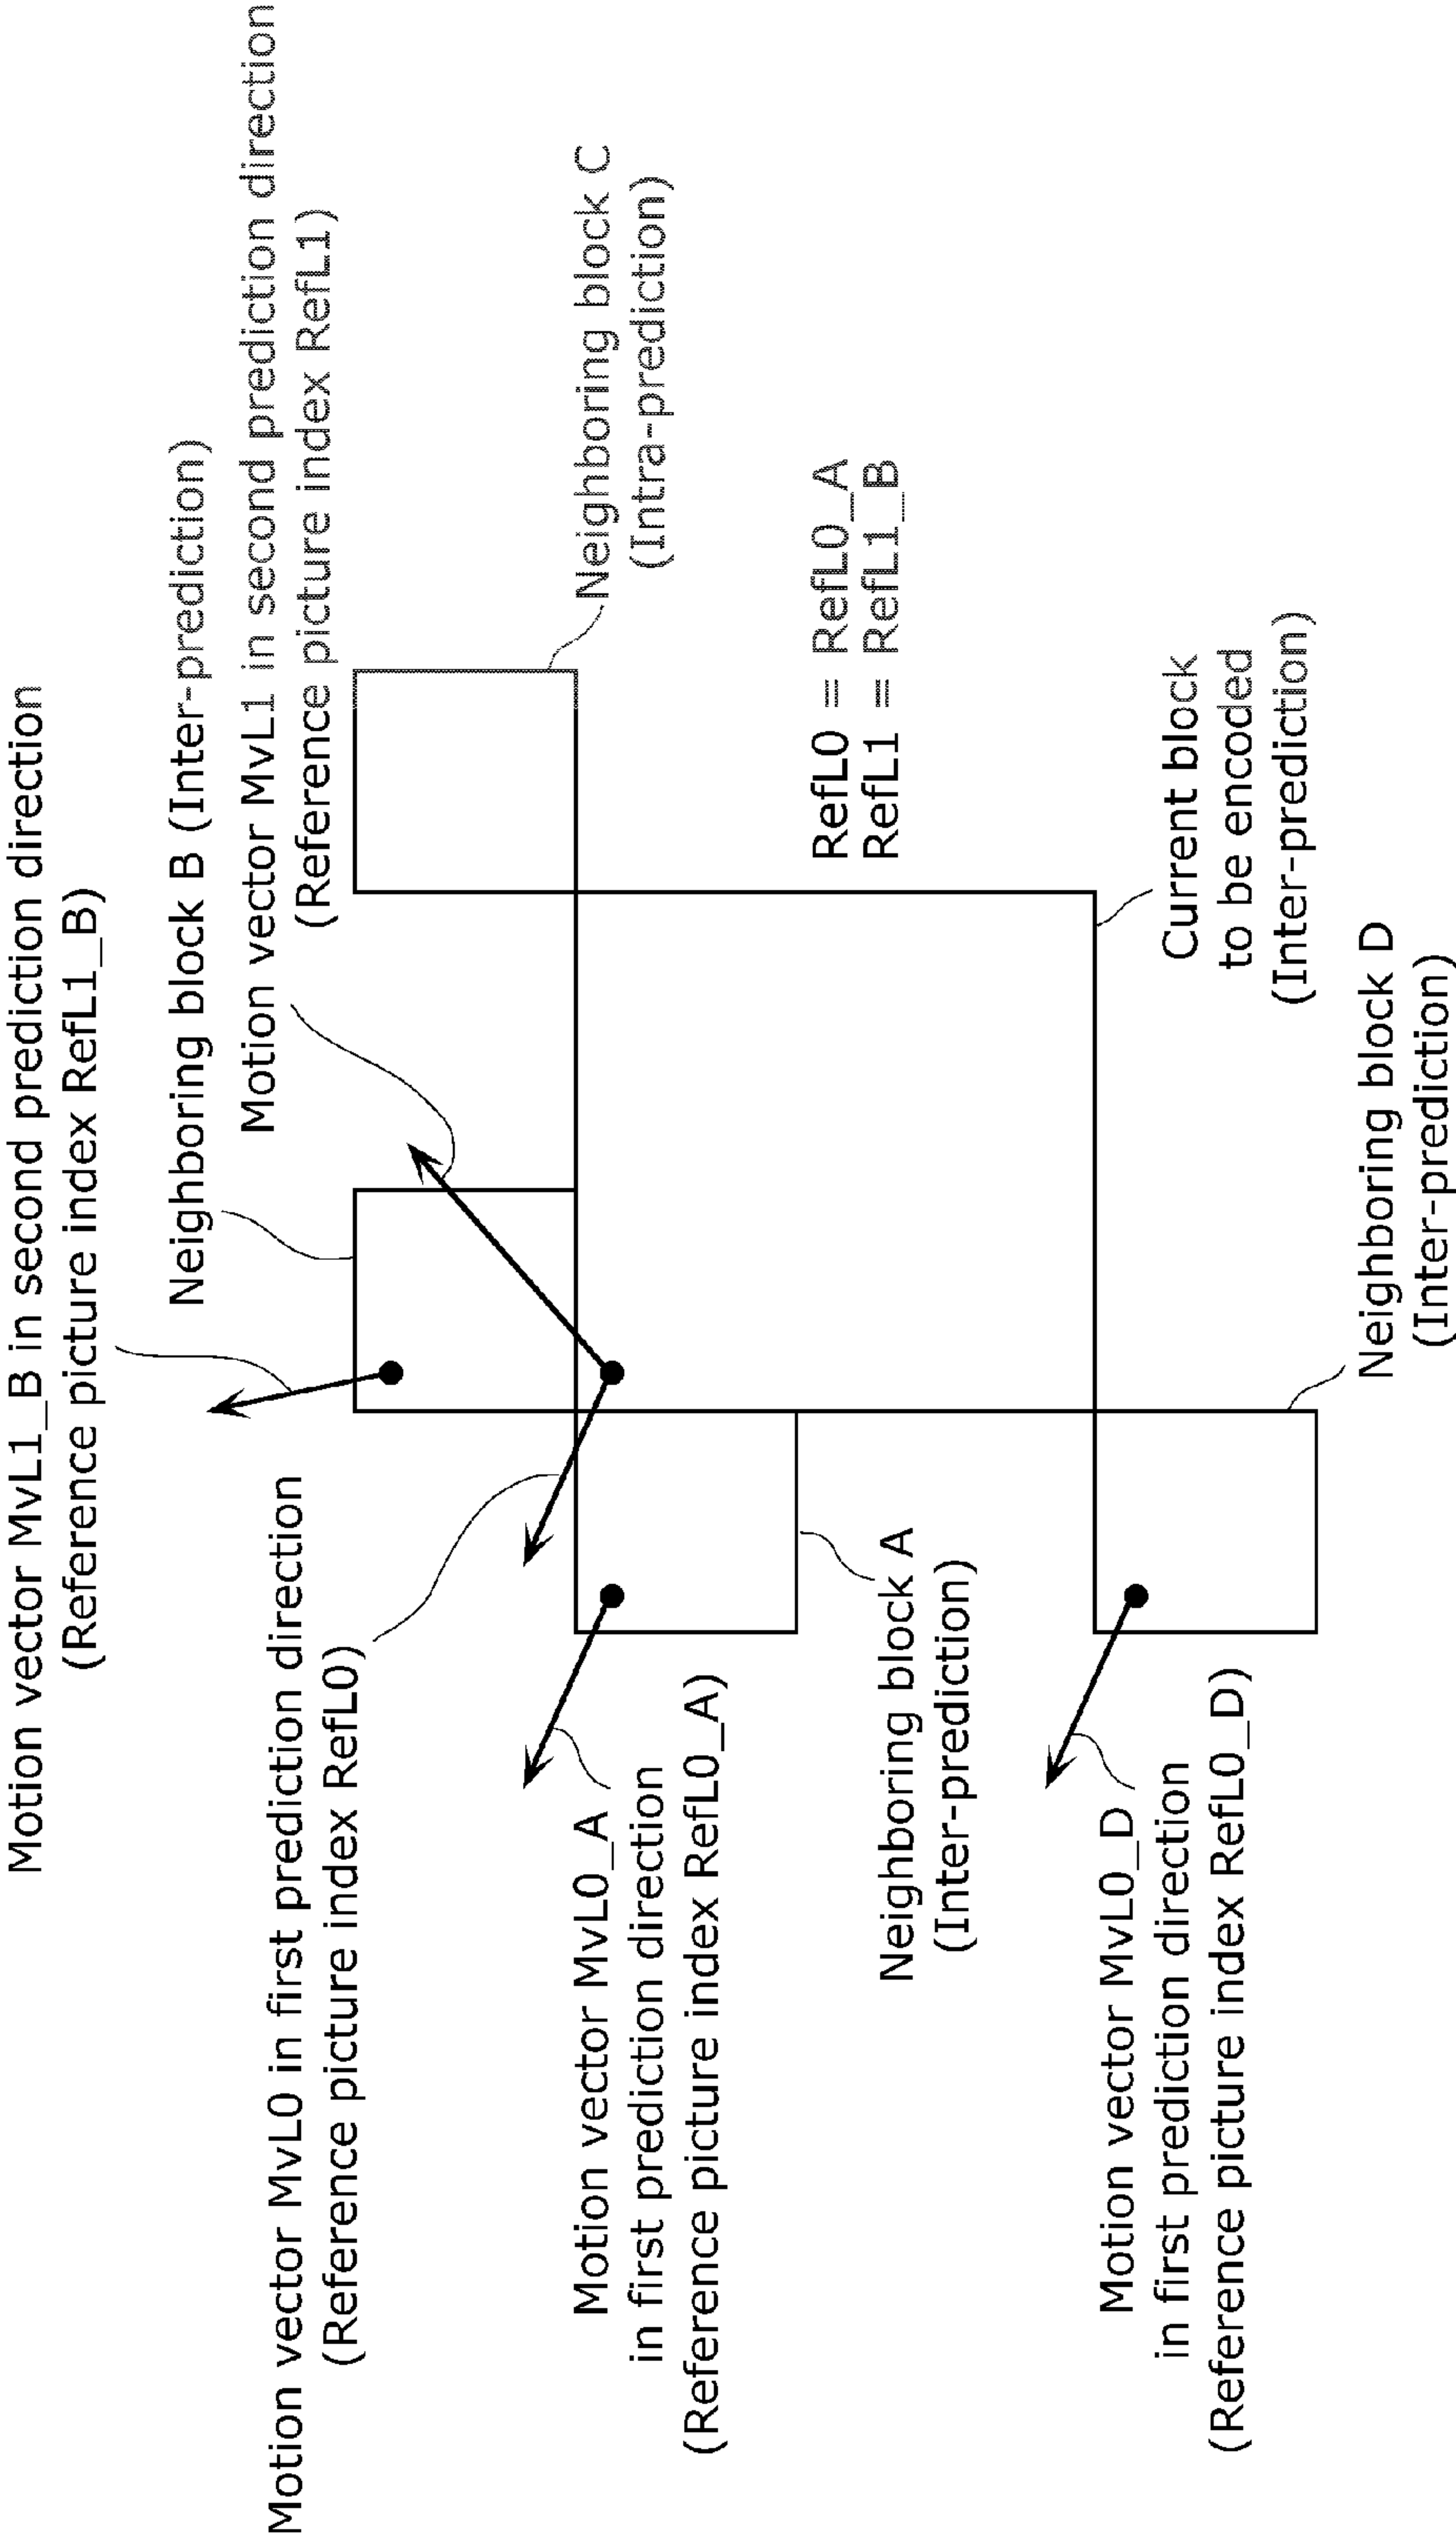 Motion vector MvL1_B in second prediction direction
(Reference picture index RefL1_B)
Neighboring block B (Inter-prediction)
Motion vector MvL0 in first prediction direction
(Reference picture index RefL0)
Motion vector MvL1 in second prediction direction
(Reference picture index RefL1)
Motion vector MvL0_A
in first prediction direction
(Reference picture index RefL0_A)
Neighboring block C
(Intra-prediction)
Neighboring block A
(Inter-prediction)
RefL0 = RefL0_A
RefL1 = RefL1_B
Motion vector MvL0_D
in first prediction direction
(Reference picture index RefL0_D)
Current block
to be encoded
(Inter-prediction)
Neighboring block D
(Inter-prediction)